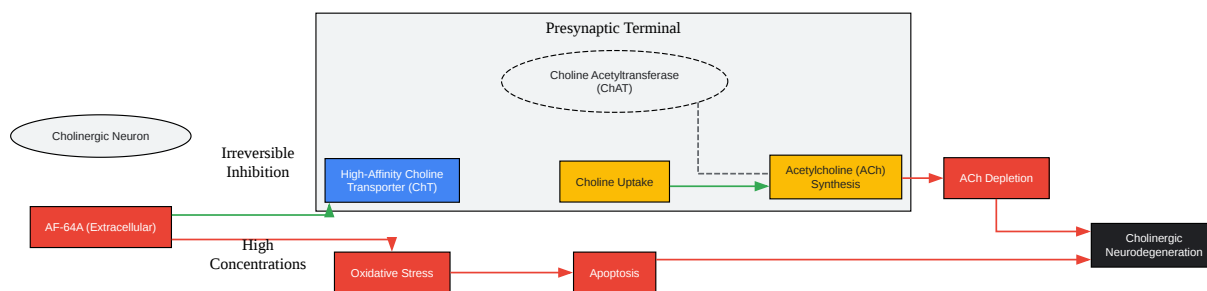 Presynaptic Terminal
Choline Acetyltransferase
(ChAT)
Cholinergic Neuron
Irreversible
Inhibition
High-Affinity Choline
Transporter (ChT)
Choline Uptake
Acetylcholine (ACh)
Synthesis
ACh Depletion
AF-64A (Extracellular)
High
Concentrations
Oxidative Stress
Apoptosis
Cholinergic
Neurodegeneration